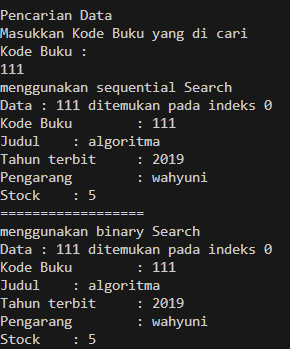 Pencarian Data
Masukkan Kode Buku yang di cari
Kode Buku :
111
menggunakan sequential Search
Data : 111 ditemukan pada indeks 0
Kode Buku        : 111
Judul    : algoritma
Tahun terbit     : 2019
Pengarang        : wahyuni
Stock    : 5
==================
menggunakan binary Search
Data : 111 ditemukan pada indeks 0
Kode Buku        : 111
Judul    : algoritma
Tahun terbit     : 2019
Pengarang        : wahyuni
Stock    : 5